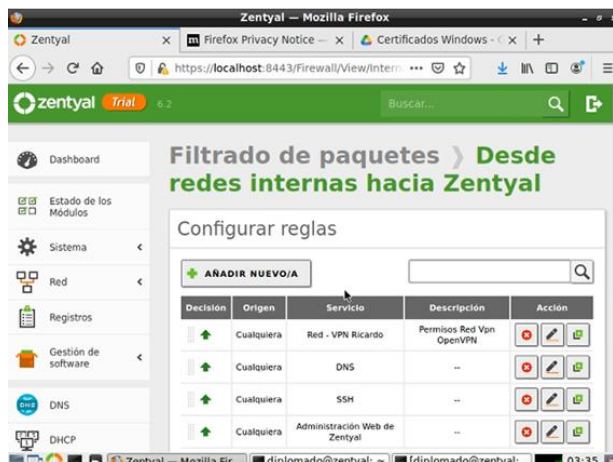 Zentyal — Mozilla Firefox
Zentyal
Firefox Privacy Notice —
Certificados Windows -
https://localhost:8443/Firewall/View/Intern
zentyal Trial 6.2
Buscar...
Dashboard
Estado de los
Módulos
Sistema
Red
Registros
Gestión de
software
DNS
DHCP
Filtrado de paquetes 〉 Desde
redes internas hacia Zentyal
Configurar reglas
AÑADIR NUEVO/A
Decisión Origen Servicio Descripción Acción
Cualquiera Red - VPN Ricardo Permisos Red Vpn
OpenVPN
Cualquiera DNS --
Cualquiera SSH --
Cualquiera Administración Web de
Zentyal --
Zentyal — Mozilla Fir... diplomado@zentyal: ~ [diplomado@zentyal: 03:35